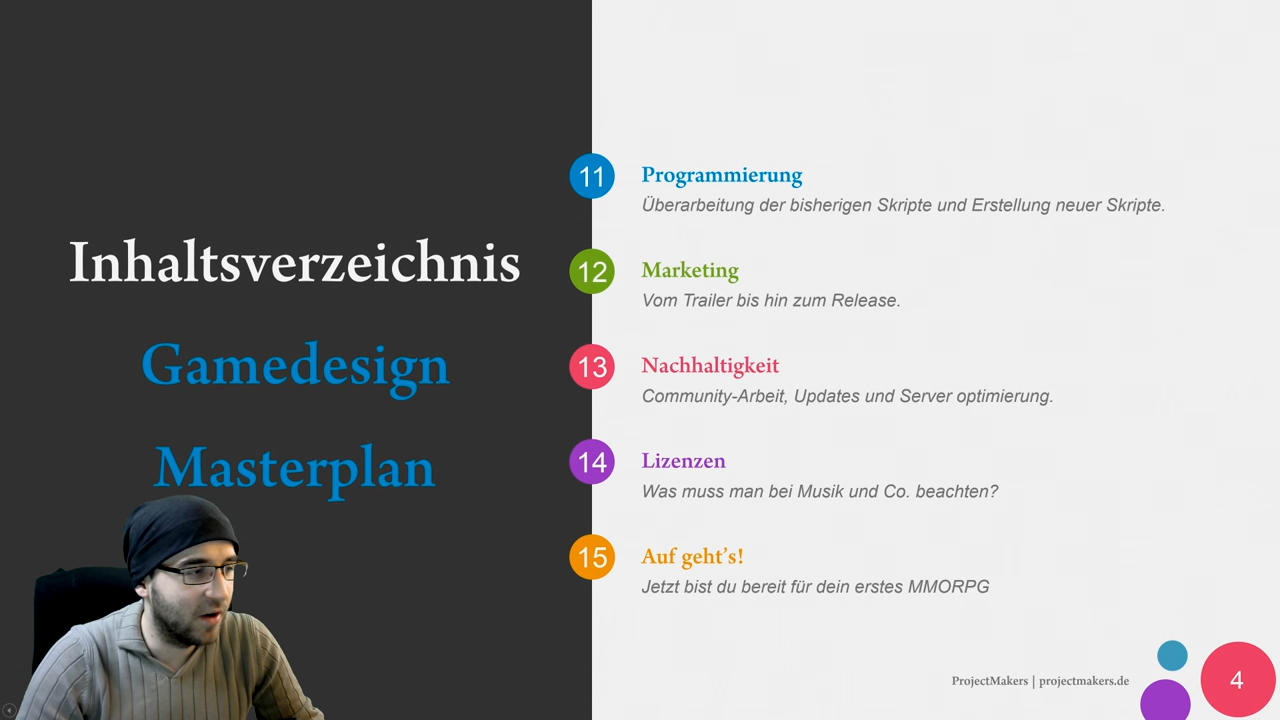 Inhaltsverzeichnis
Gamedesign
Masterplan
11
Programmierung
Überarbeitung der bisherigen Skripte und Erstellung neuer Skripte.
12
Marketing
Vom Trailer bis hin zum Release.
13
Nachhaltigkeit
Community-Arbeit, Updates und Server optimierung.
14
Lizenzen
Was muss man bei Musik und Co. beachten?
15
Auf geht's!
Jetzt bist du bereit für dein erstes MMORPG
ProjectMakers | projectmakers.de
4